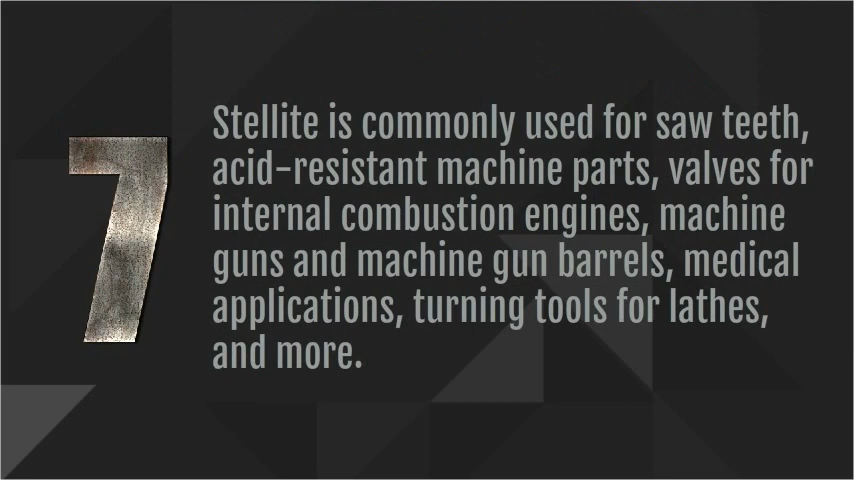 7
Stellite is commonly used for saw teeth,
acid-resistant machine parts, valves for
internal combustion engines, machine
guns and machine gun barrels, medical
applications, turning tools for lathes,
and more.